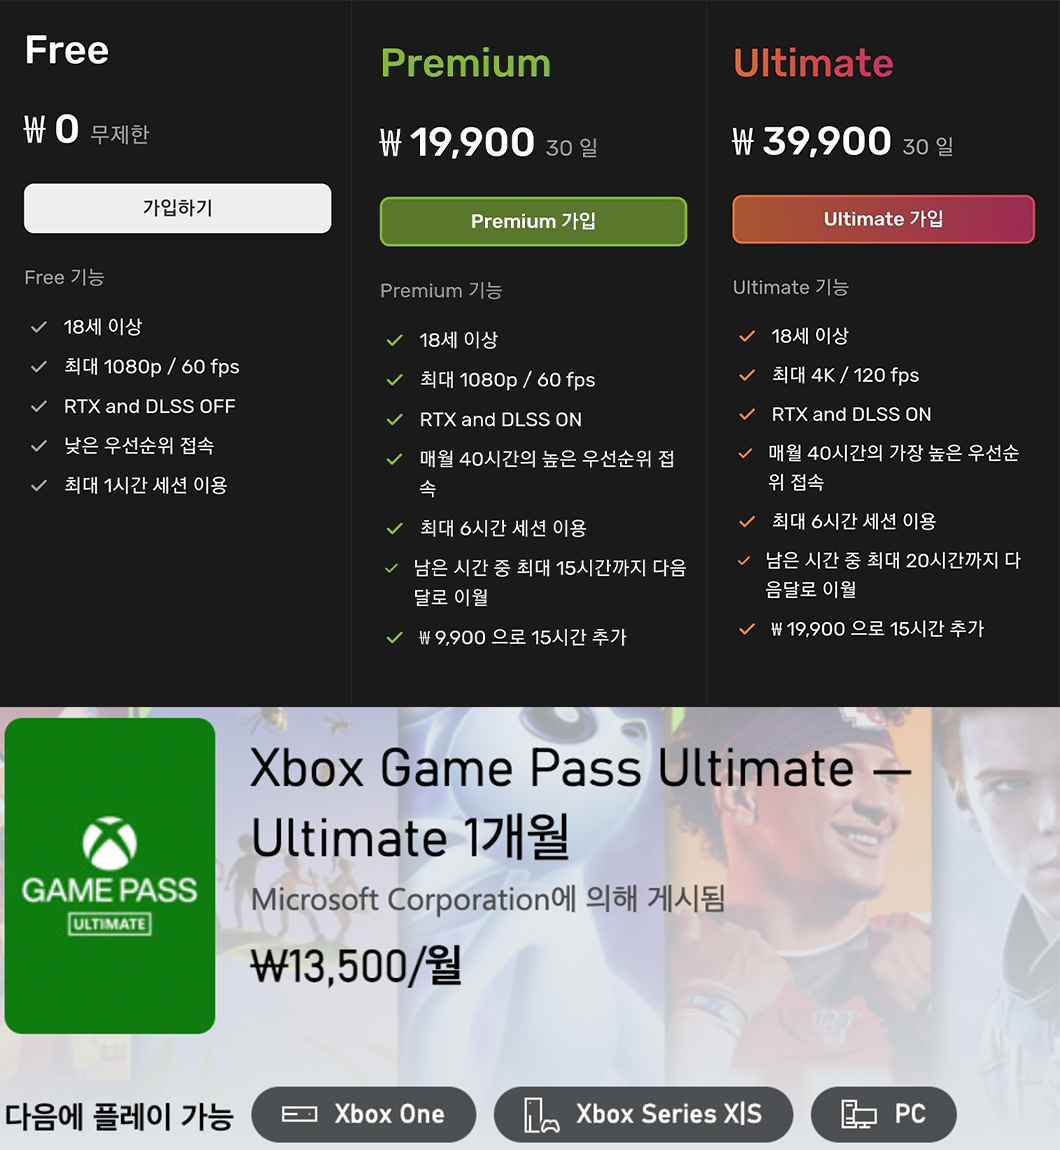 Free
₩ 0 무제한
가입하기
Free 기능
18세 이상
최대 1080p / 60 fps
RTX and DLSS OFF
낮은 우선순위 접속
최대 1시간 세션 이용
Premium
₩ 19,900 30 일
Premium 가입
Premium 기능
18세 이상
최대 1080p / 60 fps
RTX and DLSS ON
매월 40시간의 높은 우선순위 접
속
최대 6시간 세션 이용
남은 시간 중 최대 15시간까지 다음
달로 이월
₩ 9,900 으로 15시간 추가
Ultimate
₩ 39,900 30 일
Ultimate 가입
Ultimate 기능
18세 이상
최대 4K / 120 fps
RTX and DLSS ON
매월 40시간의 가장 높은 우선순
위 접속
최대 6시간 세션 이용
남은 시간 중 최대 20시간까지 다
음달로 이월
₩ 19,900 으로 15시간 추가
GAME PASS
ULTIMATE
Xbox Game Pass Ultimate —
Ultimate 1개월
Microsoft Corporation에 의해 게시됨
₩13,500/월
다음에 플레이 가능
Xbox One
Xbox Series X|S
PC